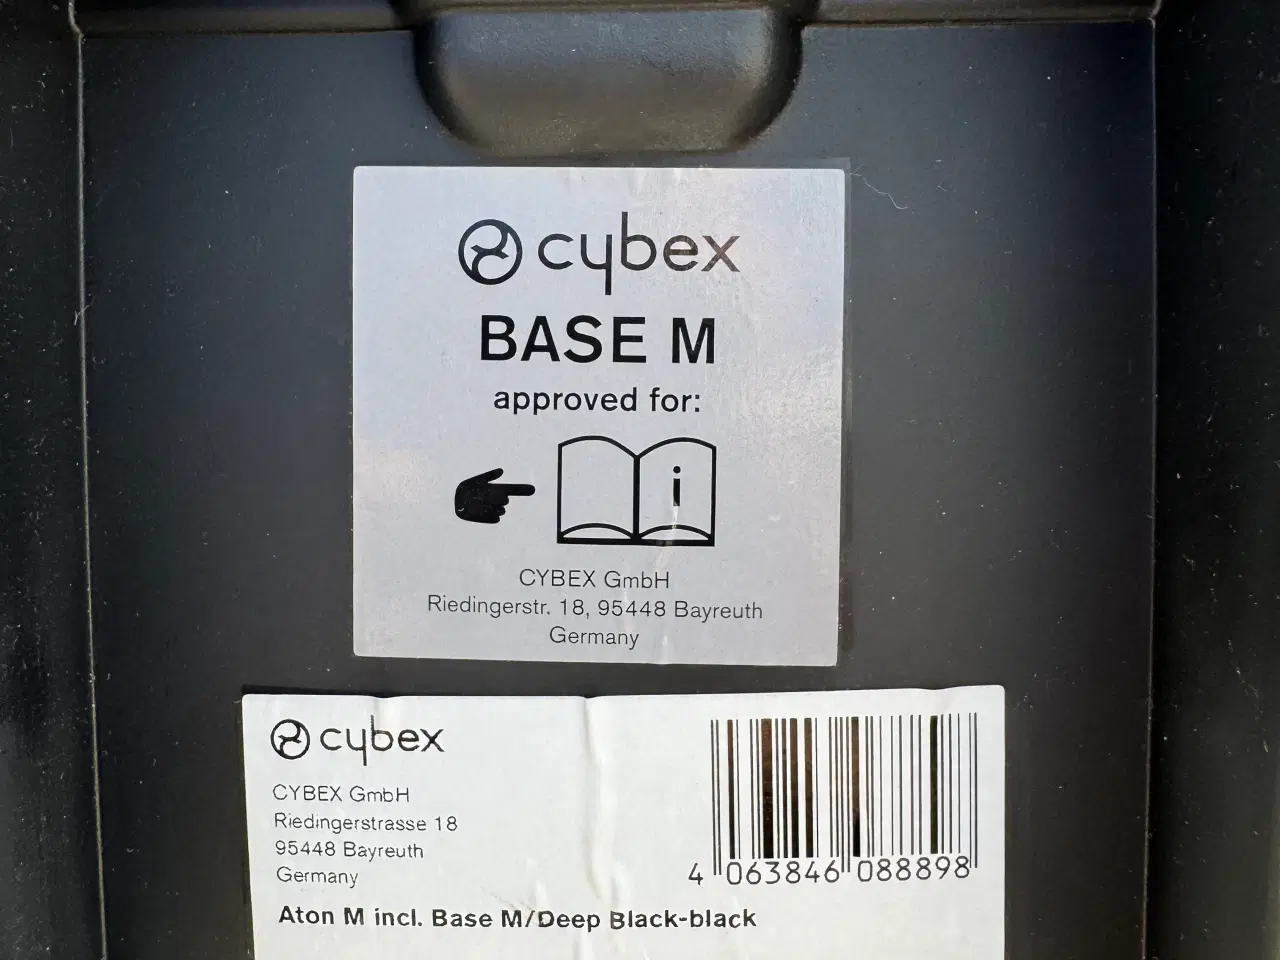 cybex
BASE M
approved for:
i
CYBEX GmbH
Riedingerstr. 18, 95448 Bayreuth
Germany
cybex
CYBEX GmbH
Riedingerstrasse 18
95448 Bayreuth
Germany
4 063846 088898
Aton M incl. Base M/Deep Black-black